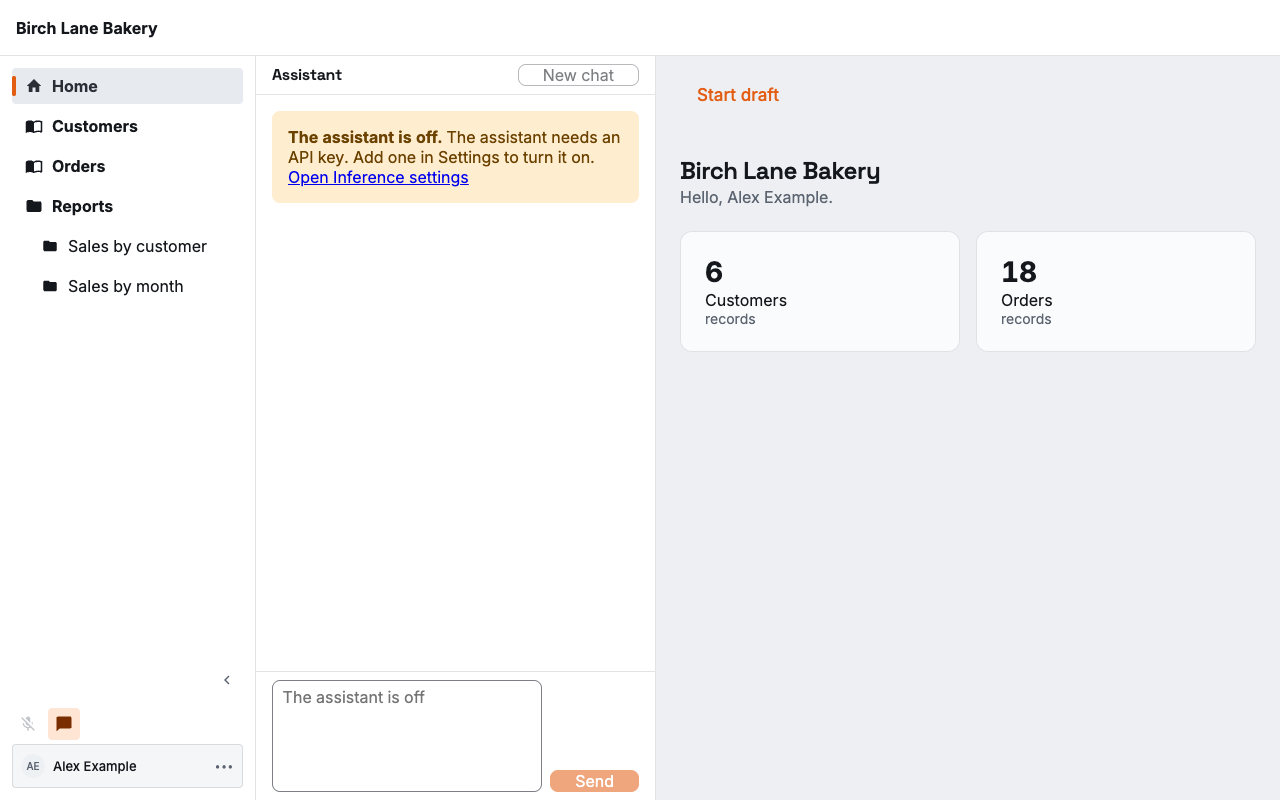 Birch Lane Bakery
Home
Customers
Orders
Reports
Sales by customer
Sales by month
AE
Alex Example
Assistant
New chat
The assistant is off. The assistant needs an
API key. Add one in Settings to turn it on.
Open Inference settings
The assistant is off
Send
Start draft
Birch Lane Bakery
Hello, Alex Example.
6
Customers
records
18
Orders
records